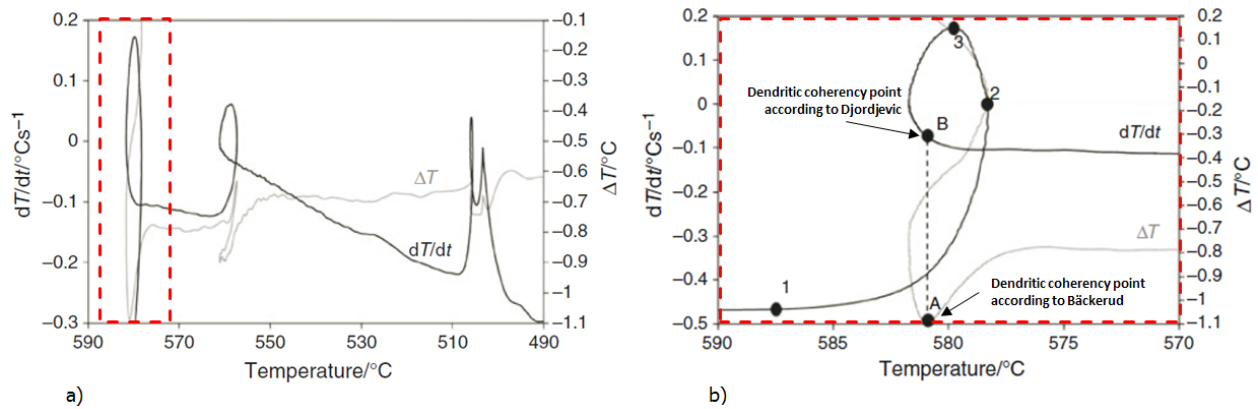 0.2
0.1
0
−0.1
−0.2
−0.3
dT/dt/°Cs⁻¹
590
570
550
530
510
490
Temperature/°C
−0.1
−0.2
−0.3
−0.4
−0.5
−0.6
−0.7
−0.8
−0.9
−1
−1.1
ΔT/°C
ΔT
dT/dt
a)
0.2
0.1
0
−0.1
−0.2
−0.3
−0.4
−0.5
dT/dt/°Cs⁻¹
590
585
580
575
570
Temperature/°C
0.2
0.1
0
−0.1
−0.2
−0.3
−0.4
−0.5
−0.6
−0.7
−0.8
−0.9
−1
−1.1
ΔT/°C
3
2
Dendritic coherency point
according to Djordjevic
B
dT/dt
ΔT
1
A
Dendritic coherency point
according to Bäckerud
b)